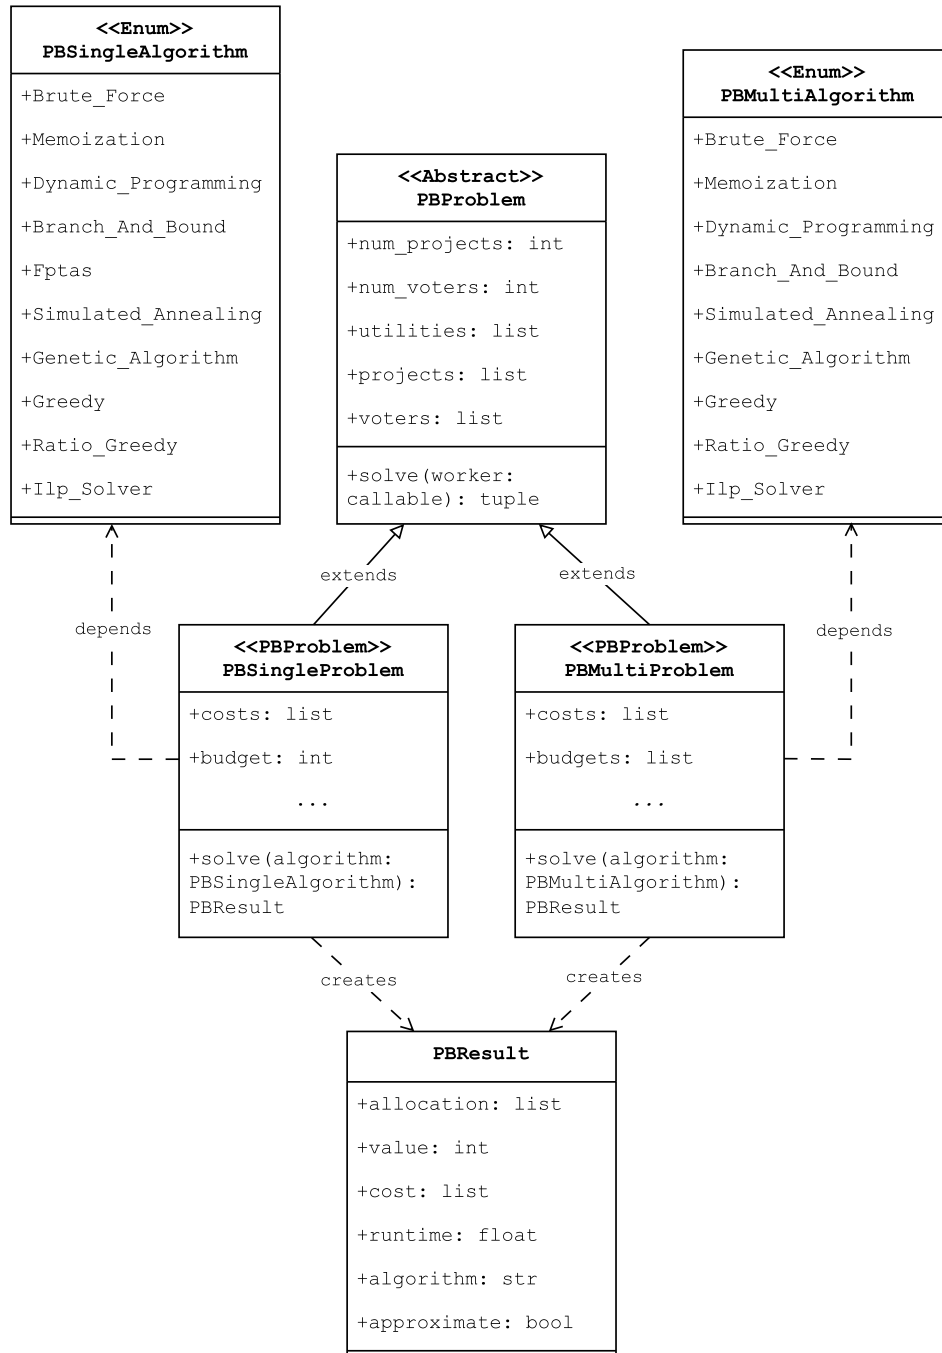 <<Enum>>
PBSingleAlgorithm
+Brute_Force
+Memoization
+Dynamic_Programming
+Branch_And_Bound
+Fptas
+Simulated_Annealing
+Genetic_Algorithm
+Greedy
+Ratio_Greedy
+Ilp_Solver
<<Abstract>>
PBProblem
+num_projects: int
+num_voters: int
+utilities: list
+projects: list
+voters: list
+solve(worker:
callable): tuple
<<Enum>>
PBMultiAlgorithm
+Brute_Force
+Memoization
+Dynamic_Programming
+Branch_And_Bound
+Simulated_Annealing
+Genetic_Algorithm
+Greedy
+Ratio_Greedy
+Ilp_Solver
extends
extends
depends
depends
<<PBProblem>>
PBSingleProblem
+costs: list
+budget: int
...
+solve(algorithm:
PBSingleAlgorithm):
PBResult
<<PBProblem>>
PBMultiProblem
+costs: list
+budgets: list
...
+solve(algorithm:
PBMultiAlgorithm):
PBResult
creates
creates
PBResult
+allocation: list
+value: int
+cost: list
+runtime: float
+algorithm: str
+approximate: bool